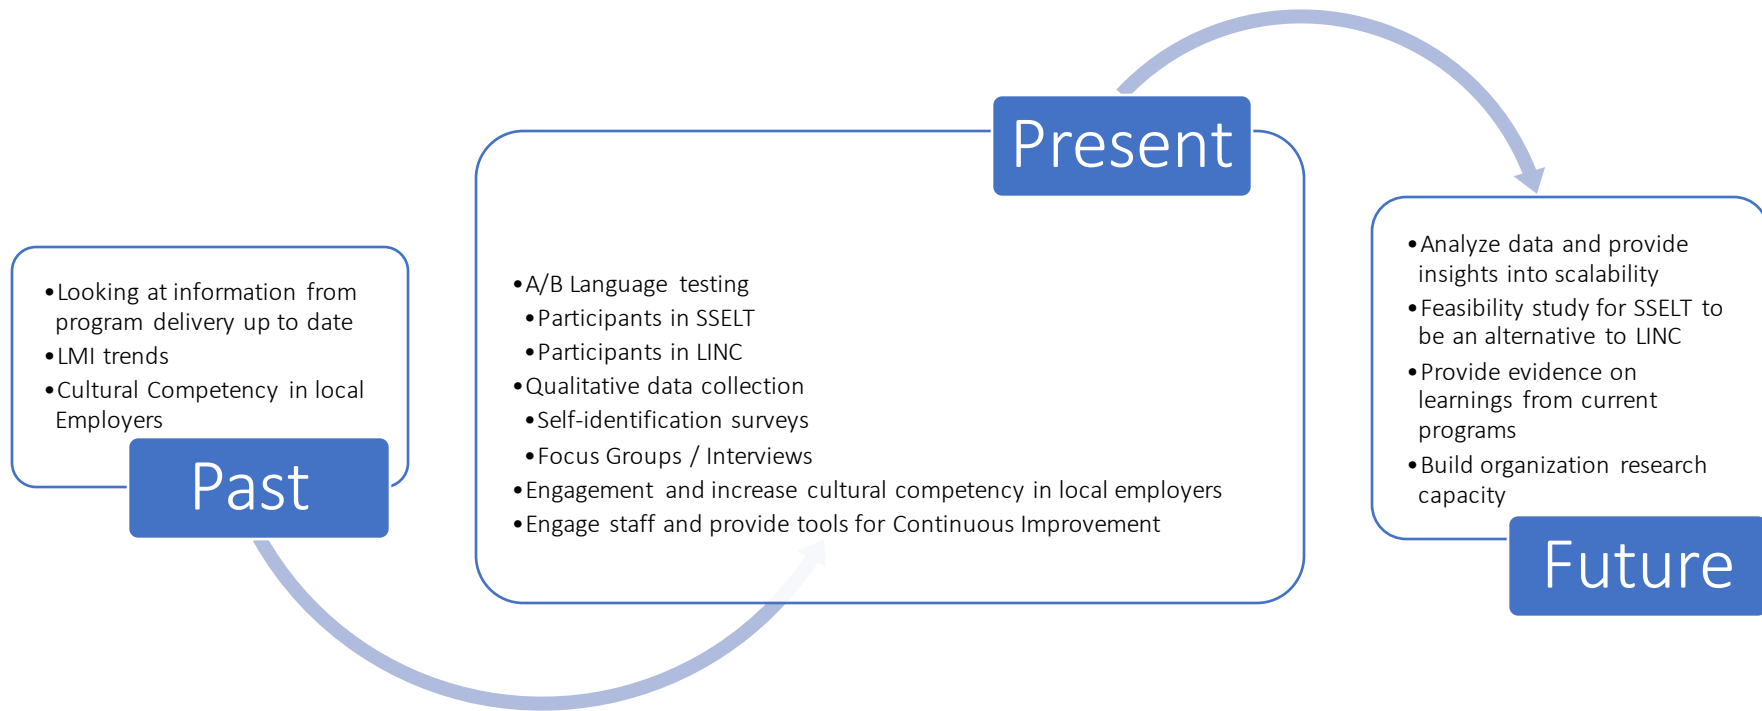 •Looking at information from
program delivery up to date
•LMI trends
•Cultural Competency in local
Employers
Past
Present
•A/B Language testing
•Participants in SSELT
•Participants in LINC
•Qualitative data collection
•Self-identification surveys
•Focus Groups / Interviews
•Engagement and increase cultural competency in local employers
•Engage staff and provide tools for Continuous Improvement
•Analyze data and provide
insights into scalability
•Feasibility study for SSELT to
be an alternative to LINC
•Provide evidence on
learnings from current
programs
•Build organization research
capacity
Future